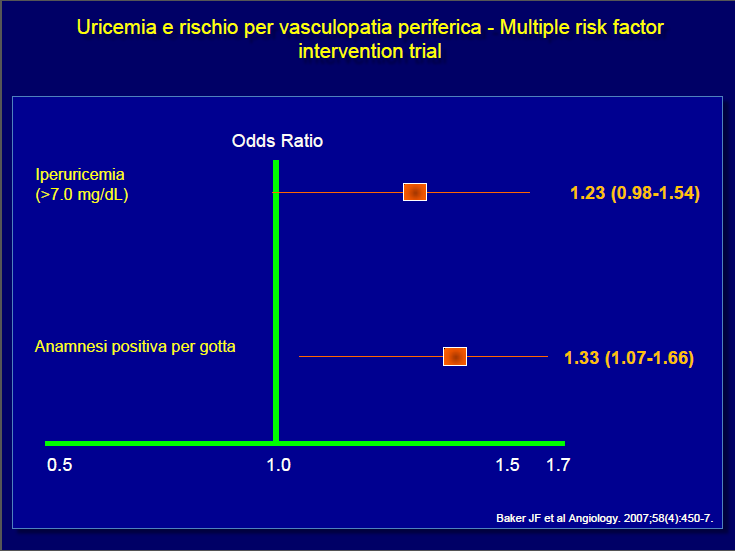 Uricemia e rischio per vasculopatia periferica - Multiple risk factor
intervention trial
Odds Ratio
Iperuricemia
(>7.0 mg/dL)
1.23 (0.98-1.54)
Anamnesi positiva per gotta
1.33 (1.07-1.66)
0.5 1.0 1.5 1.7
Baker JF et al Angiology. 2007;58(4):450-7.